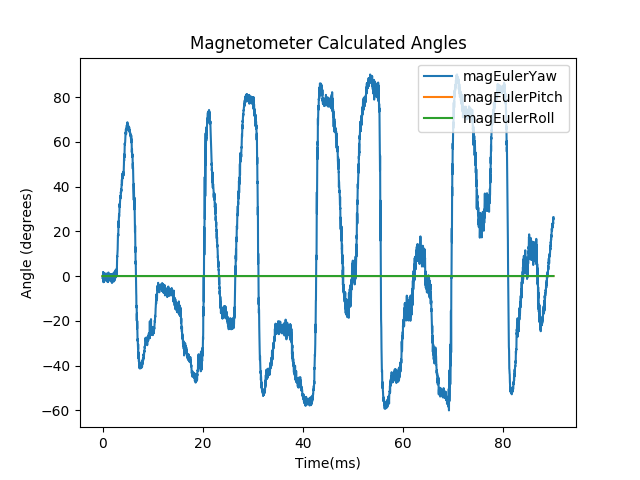 Magnetometer Calculated Angles
magEulerYaw
magEulerPitch
magEulerRoll
Angle (degrees)
80
60
40
20
0
−20
−40
−60
0 20 40 60 80
Time(ms)